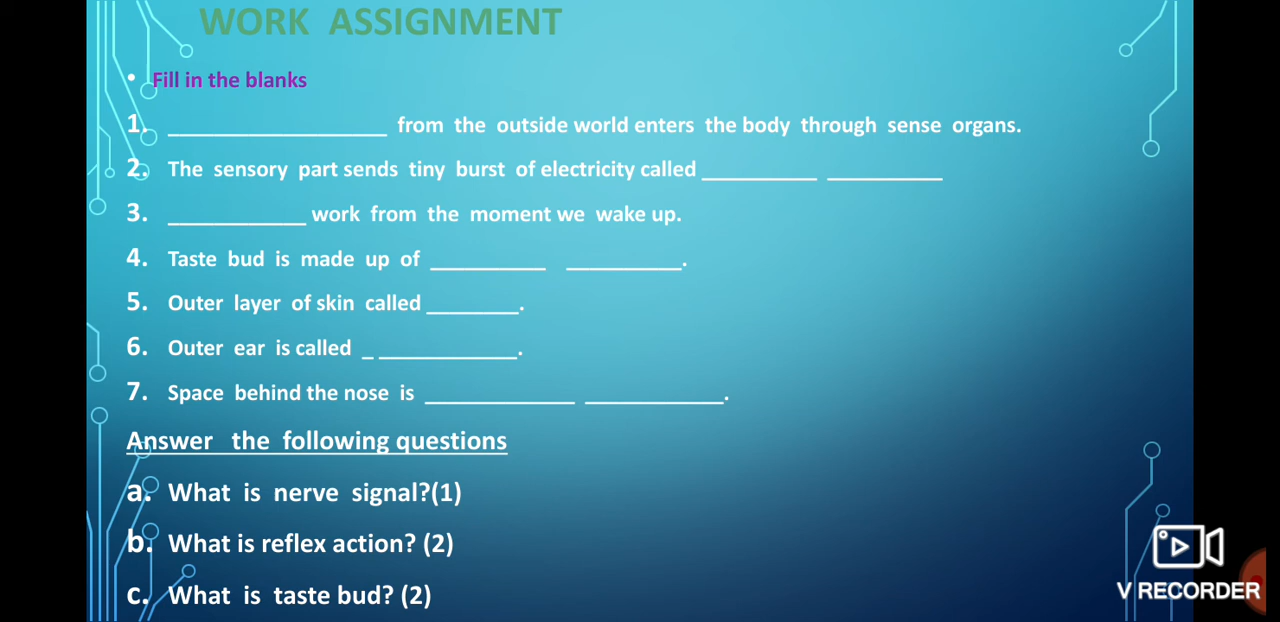 WORK ASSIGNMENT
• Fill in the blanks
1. ___________________ from the outside world enters the body through sense organs.
2. The sensory part sends tiny burst of electricity called __________ __________
3. ____________ work from the moment we wake up.
4. Taste bud is made up of __________ __________.
5. Outer layer of skin called ________.
6. Outer ear is called _ ____________.
7. Space behind the nose is _____________ ____________.
Answer the following questions
a. What is nerve signal?(1)
b. What is reflex action? (2)
c. What is taste bud? (2)
V RECORDER